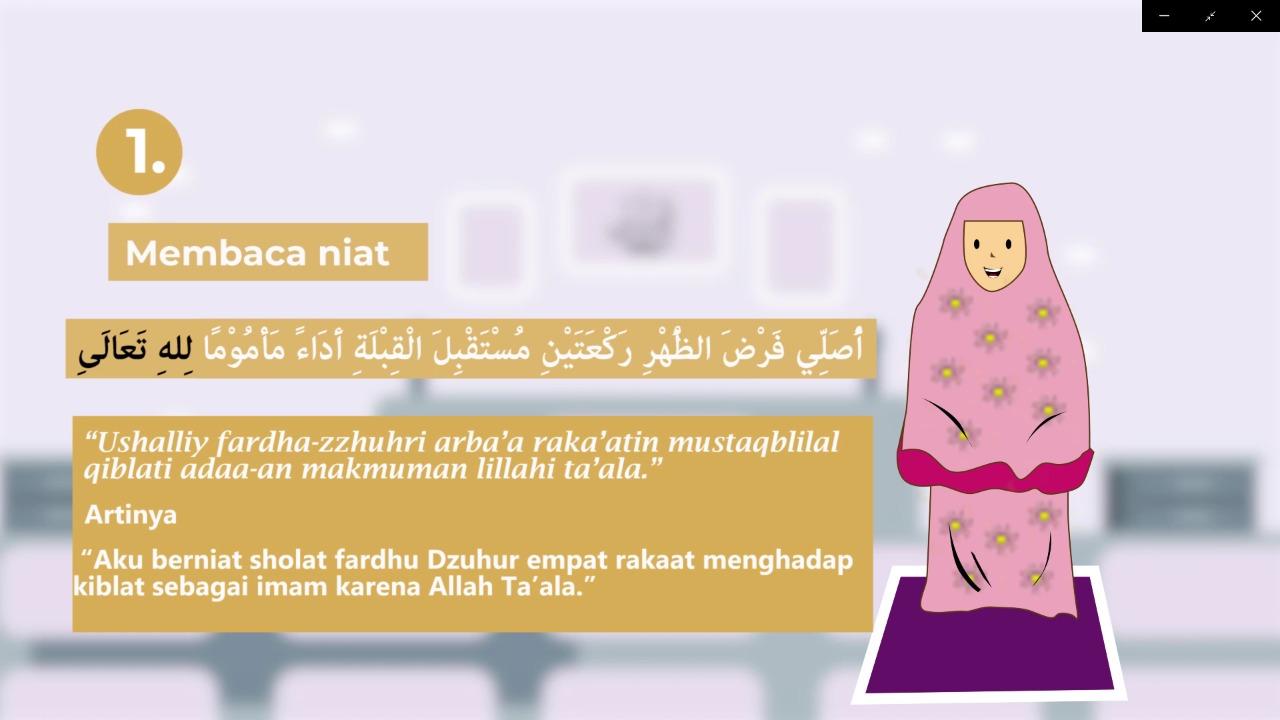 1.
Membaca niat
أُصَلِّي فَرْضَ الظُّهْرِ رَكْعَتَيْنِ مُسْتَقْبِلَ الْقِبْلَةِ أَدَاءً مَأْمُوْمًا لِلهِ تَعَالَىِ
“Ushalliy fardha-zzhuhri arba’a raka’atin mustaqblilal
qiblati adaa-an makmuman lillahi ta’ala.”
Artinya
“Aku berniat sholat fardhu Dzuhur empat rakaat menghadap
kiblat sebagai imam karena Allah Ta’ala.”